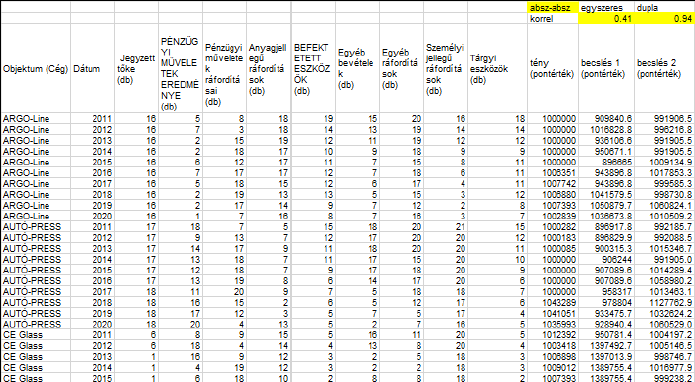 absz-absz egyszeres dupla
korrel 0.41 0.94
Objektum (Cég) Dátum Jegyzett tőke (db) PÉNZÜGYI MŰVELETEK EREDMÉNYE (db) Pénzügyi műveletek ráfordításai (db) Anyagjellegű ráfordítások (db) BEFEKTETETT ESZKÖZÖK (db) Egyéb bevételek (db) Egyéb ráfordítások (db) Személyi jellegű ráfordítások (db) Tárgyi eszközök (db) tény (pontérték) becslés 1 (pontérték) becslés 2 (pontérték)
ARGO-Line 2011 16 5 8 18 19 15 20 16 18 1000000 909840.6 991906.5
ARGO-Line 2012 16 7 3 18 14 13 19 14 14 1000000 1016828.8 996216.8
ARGO-Line 2013 16 2 15 19 12 11 19 12 12 1000000 936106.6 991905.5
ARGO-Line 2014 16 2 18 17 10 9 18 9 9 1000000 950671.1 991905.5
ARGO-Line 2015 16 6 12 17 11 7 15 8 11 1000000 896665 1009134.9
ARGO-Line 2016 16 7 17 17 12 7 18 6 11 1006351 943896.8 1017853.3
ARGO-Line 2017 16 5 18 15 12 6 17 4 11 1007742 943896.8 999585.3
ARGO-Line 2018 16 2 19 13 13 5 15 3 12 1006880 1041579.5 998730.8
ARGO-Line 2019 16 2 17 14 9 7 12 2 8 1007393 1050879.7 1060824.1
ARGO-Line 2020 16 1 7 16 8 7 16 3 7 1002839 1036673.8 1010509.2
AUTÓ-PRESS 2011 17 18 7 5 15 18 20 21 15 1000282 896917.8 992185.7
AUTÓ-PRESS 2012 17 9 13 7 12 17 20 20 12 1000183 896829.9 992088.5
AUTÓ-PRESS 2013 17 14 17 9 11 18 20 20 11 1000085 900315.3 1015346.7
AUTÓ-PRESS 2014 17 13 18 7 11 17 15 20 10 1000000 906244 991905.0
AUTÓ-PRESS 2015 17 12 18 7 9 17 18 20 9 1000000 907089.6 1014289.4
AUTÓ-PRESS 2016 17 13 19 8 6 14 17 20 6 1000000 907089.6 1058980.2
AUTÓ-PRESS 2017 18 11 20 9 7 5 18 18 7 1000000 958317 1013463.1
AUTÓ-PRESS 2018 18 16 15 2 6 5 12 17 6 1043289 978804 1127762.9
AUTÓ-PRESS 2019 18 17 12 3 5 7 5 17 4 1041051 933475.7 1032624.2
AUTÓ-PRESS 2020 18 20 4 13 5 2 7 16 5 1035993 928940.4 1060529.0
CE Glass 2011 6 8 9 15 5 16 11 20 5 1012392 950781.4 1004197.2
CE Glass 2012 6 18 4 14 4 13 8 20 4 1003418 1397492.7 1005146.5
CE Glass 2013 1 16 9 12 3 2 5 18 3 1006898 1397013.9 998746.7
CE Glass 2014 4 19 12 3 2 2 18 3 1009012 1389755.4 1016977.9
CE Glass 2015 1 6 18 10 2 8 8 18 2 1007393 1389755.4 999238.2